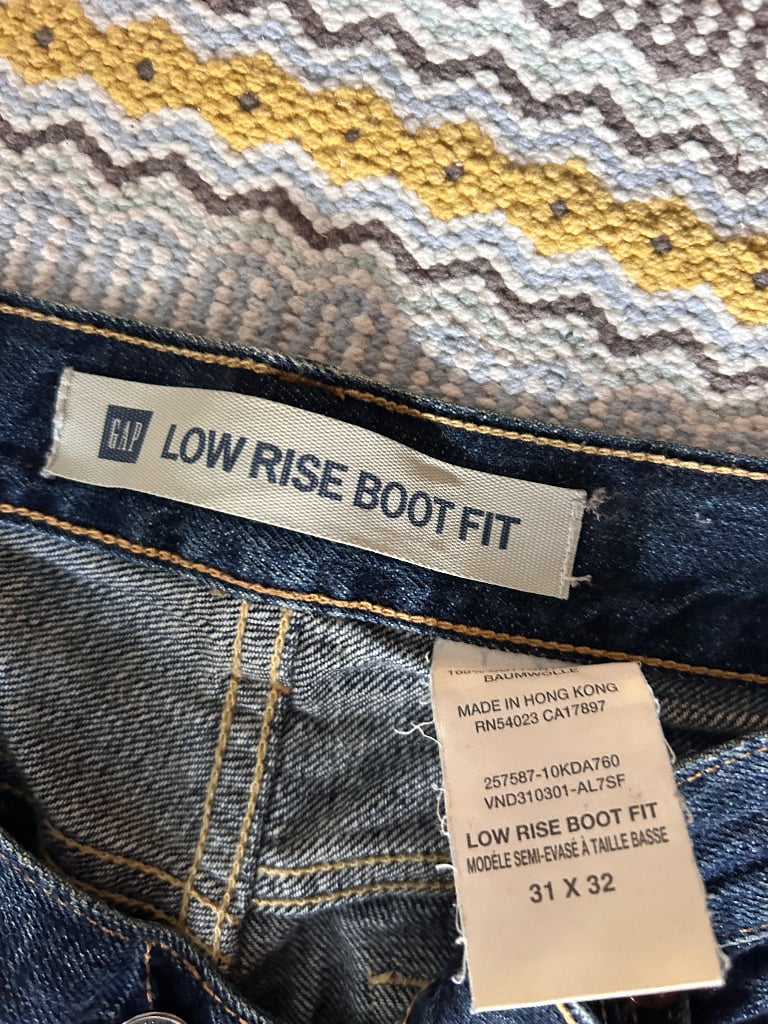 GAP LOW RISE BOOT FIT
BAUMWOLLE
MADE IN HONG KONG
RN54023 CA17897
257587-10KDA760
VND310301-AL7SF
LOW RISE BOOT FIT
MODÈLE SEMI-EVASÉ À TAILLE BASSE
31 X 32